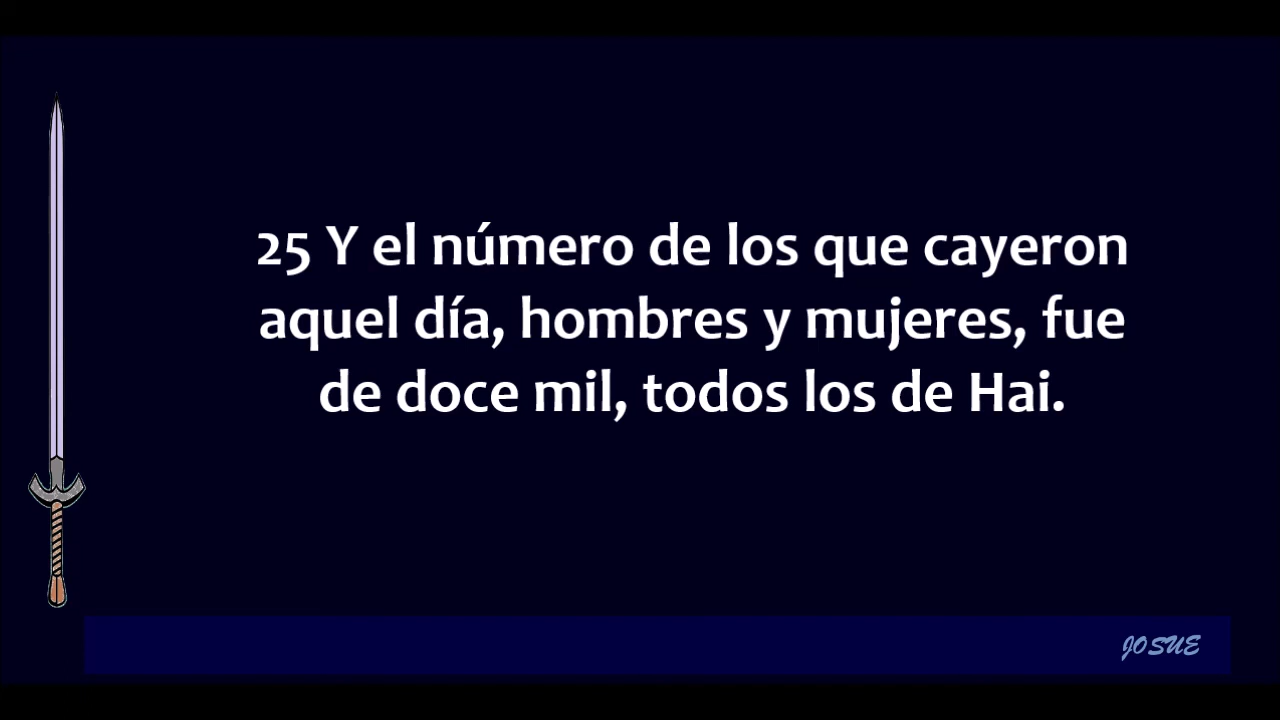 25 Y el número de los que cayeron
aquel día, hombres y mujeres, fue
de doce mil, todos los de Hai.
JOSUE